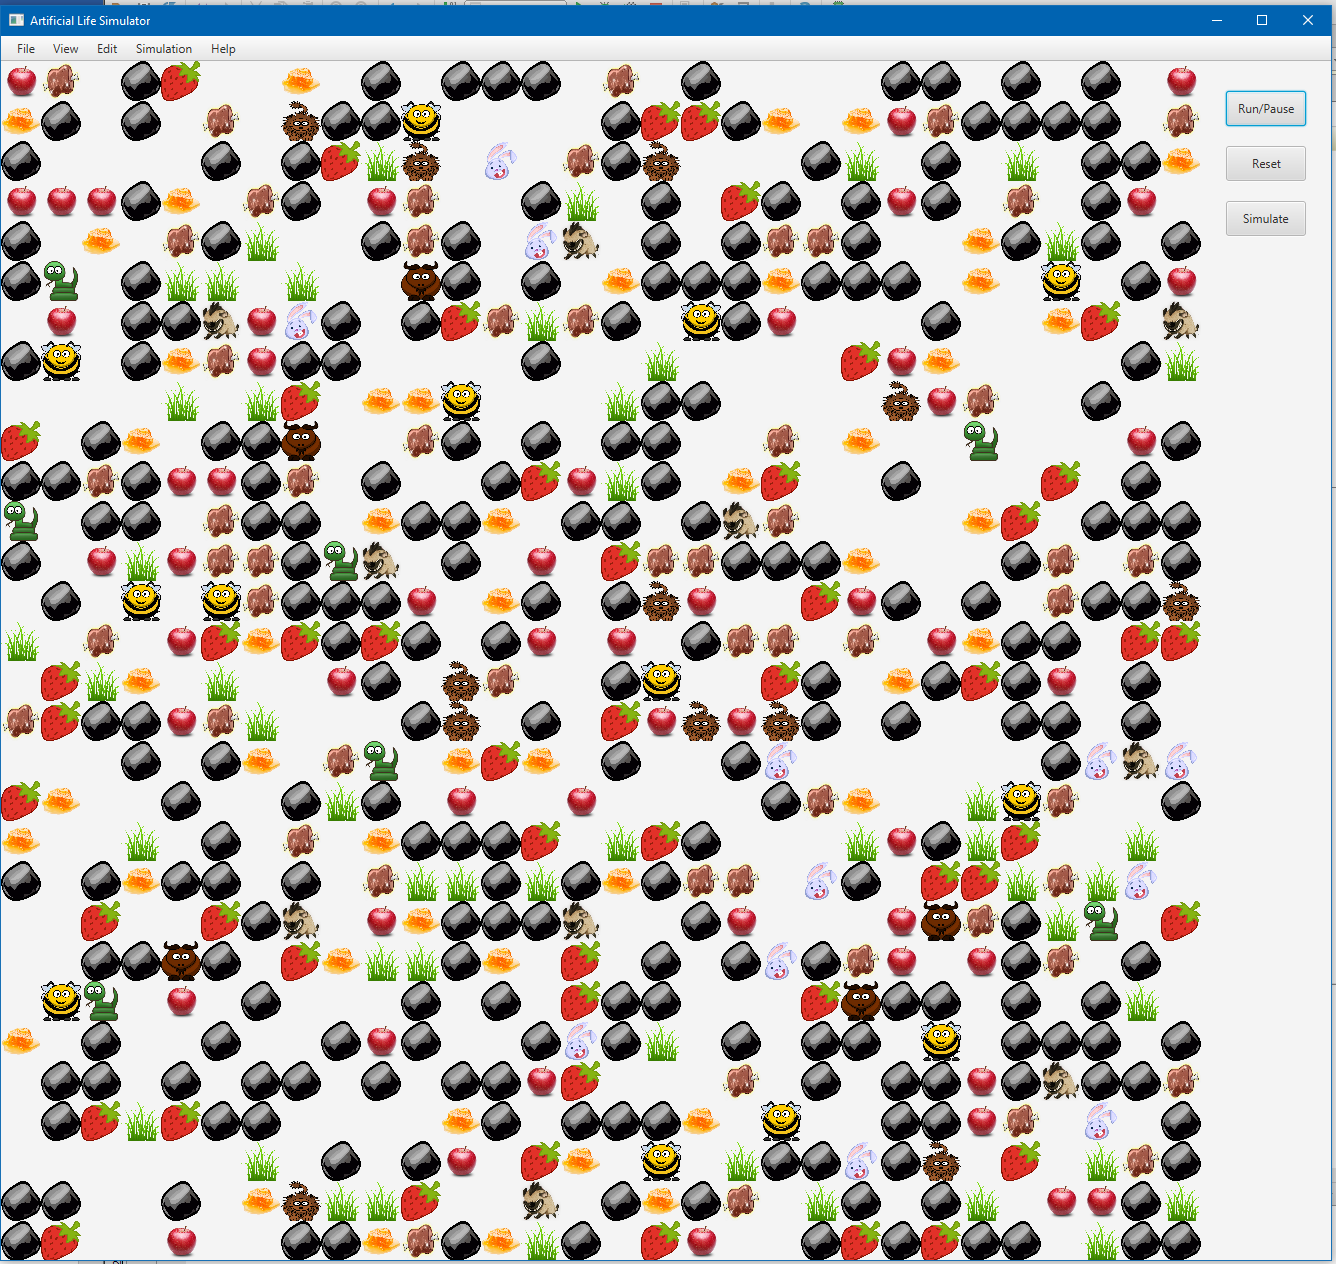 Artificial Life Simulator
File View Edit Simulation Help
Run/Pause
Reset
Simulate